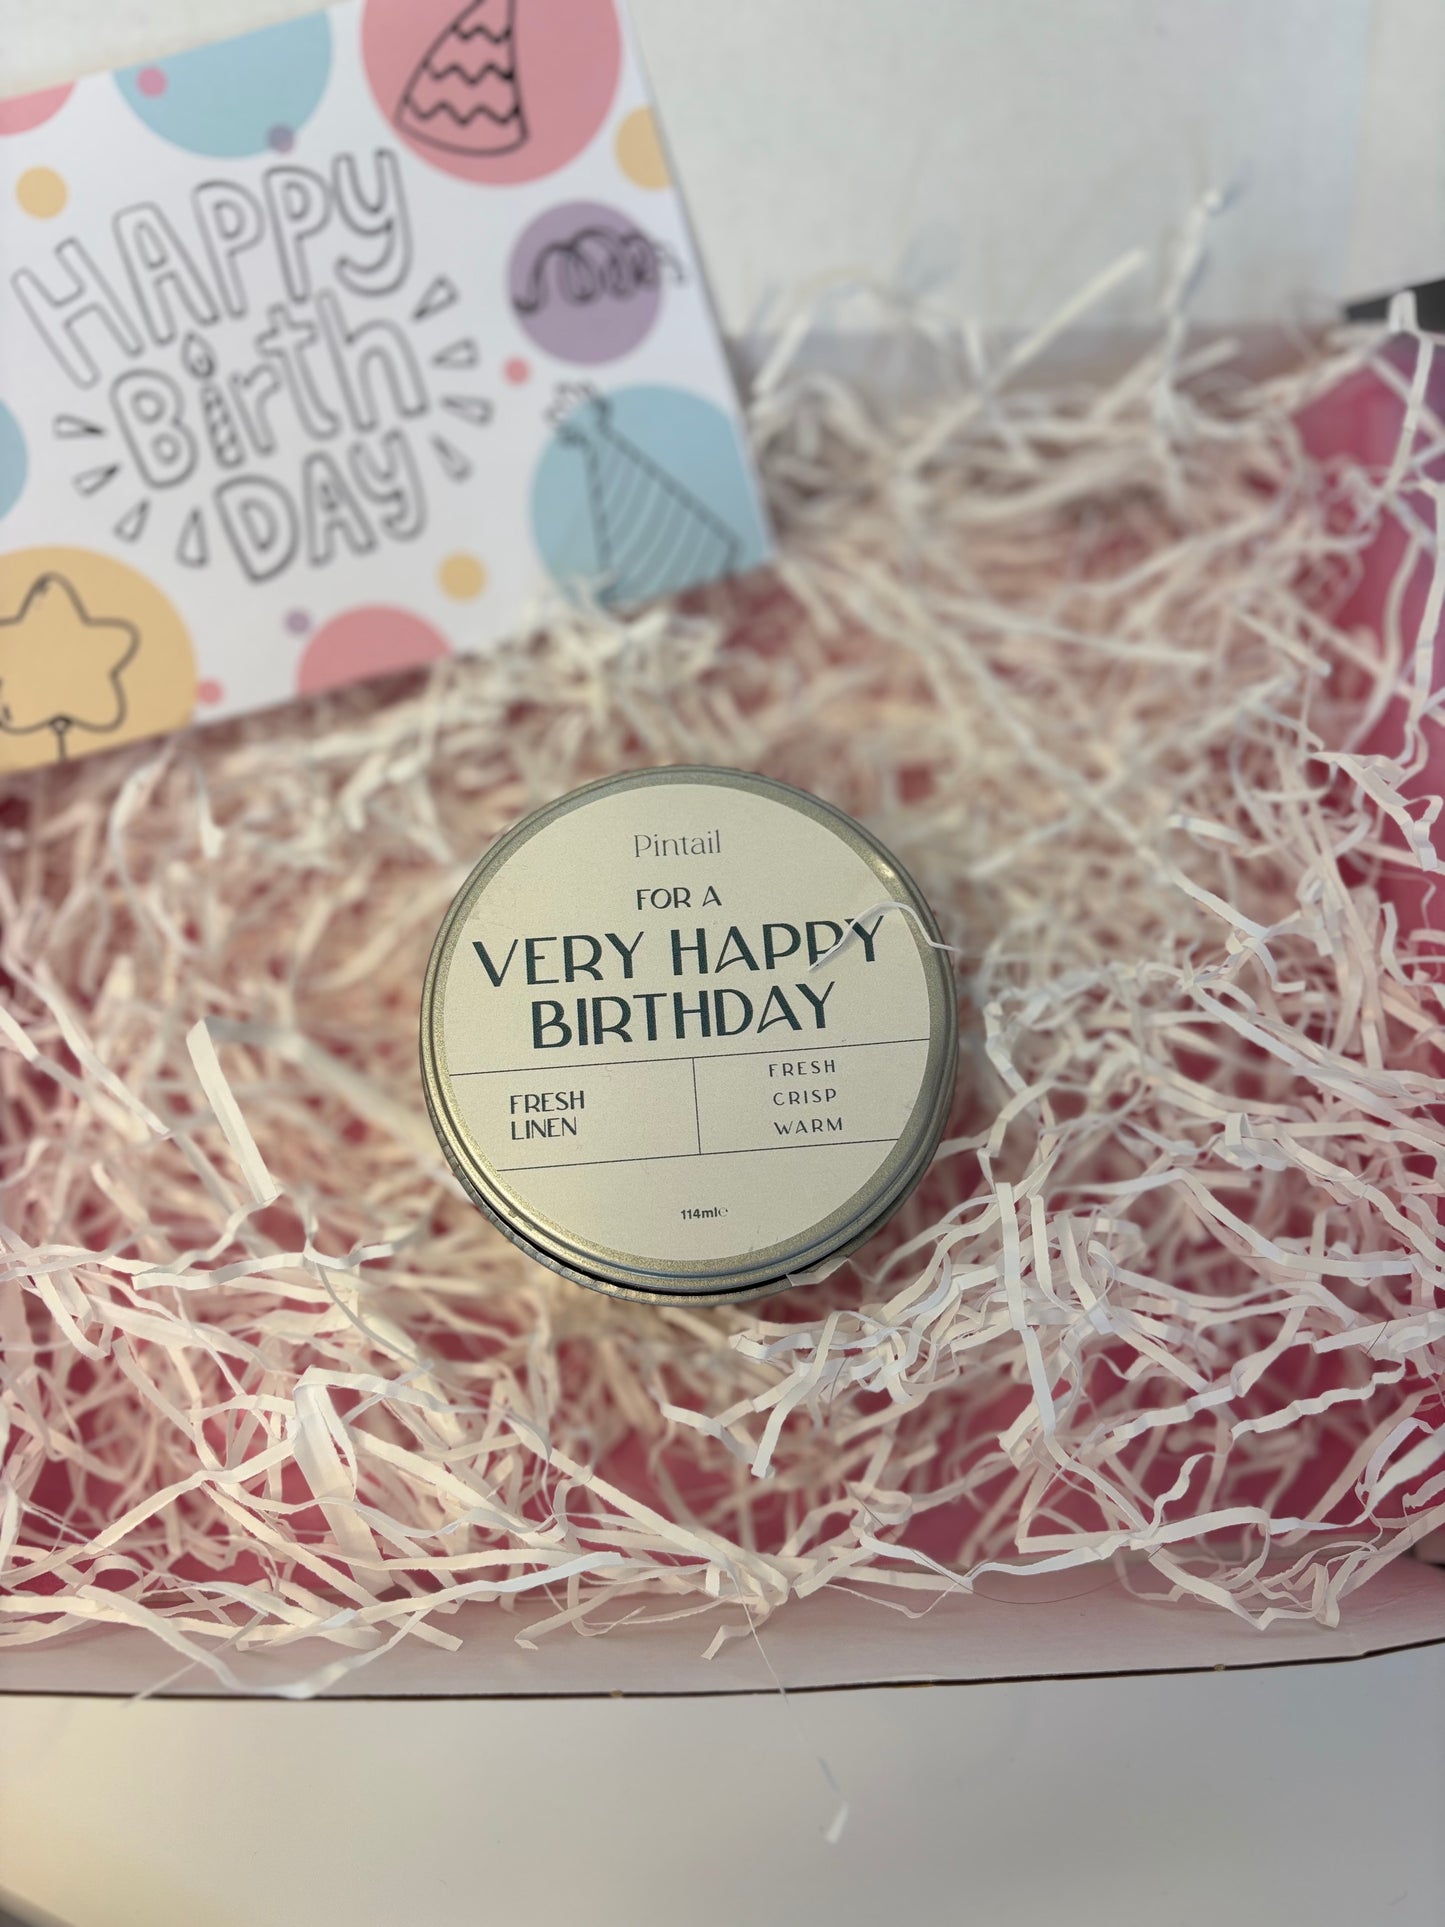 HAPPY
BirtH
DAY
Pintail
FOR A
VERY HAPPY
BIRTHDAY
FRESH
LINEN
FRESH
CRISP
WARM
114ml℮